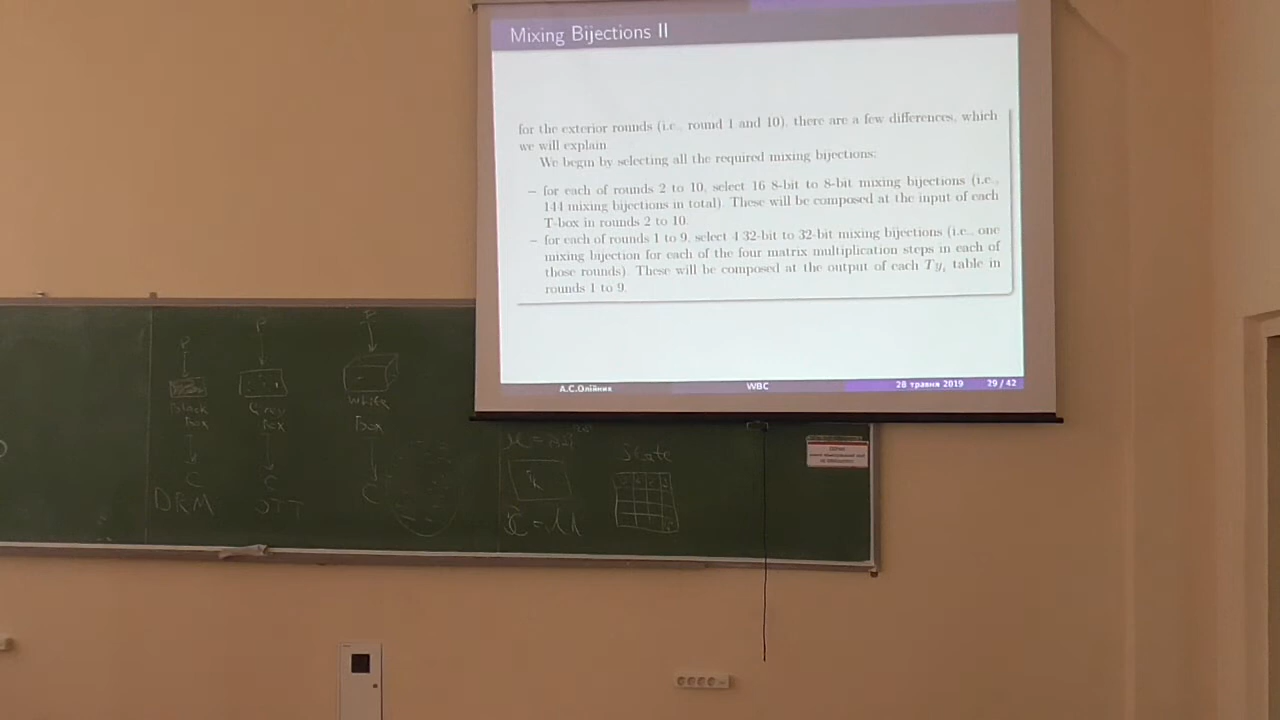 Mixing Bijections II
for the exterior rounds (i.e., round 1 and 10), there are a few differences, which
we will explain
We begin by selecting all the required mixing bijections:
– for each of rounds 2 to 10, select 16 8-bit to 8-bit mixing bijections (i.e.,
144 mixing bijections in total). These will be composed at the input of each
T-box in rounds 2 to 10.
– for each of rounds 1 to 9, select 4 32-bit to 32-bit mixing bijections (i.e., one
mixing bijection for each of the four matrix multiplication steps in each of
those rounds). These will be composed at the output of each Tyᵢ table in
rounds 1 to 9.
А.С.Олійник WBC 28 травня 2019 29 / 42
P P P
Black Grey White
Box Box Box
C C C
DRM OTT
State